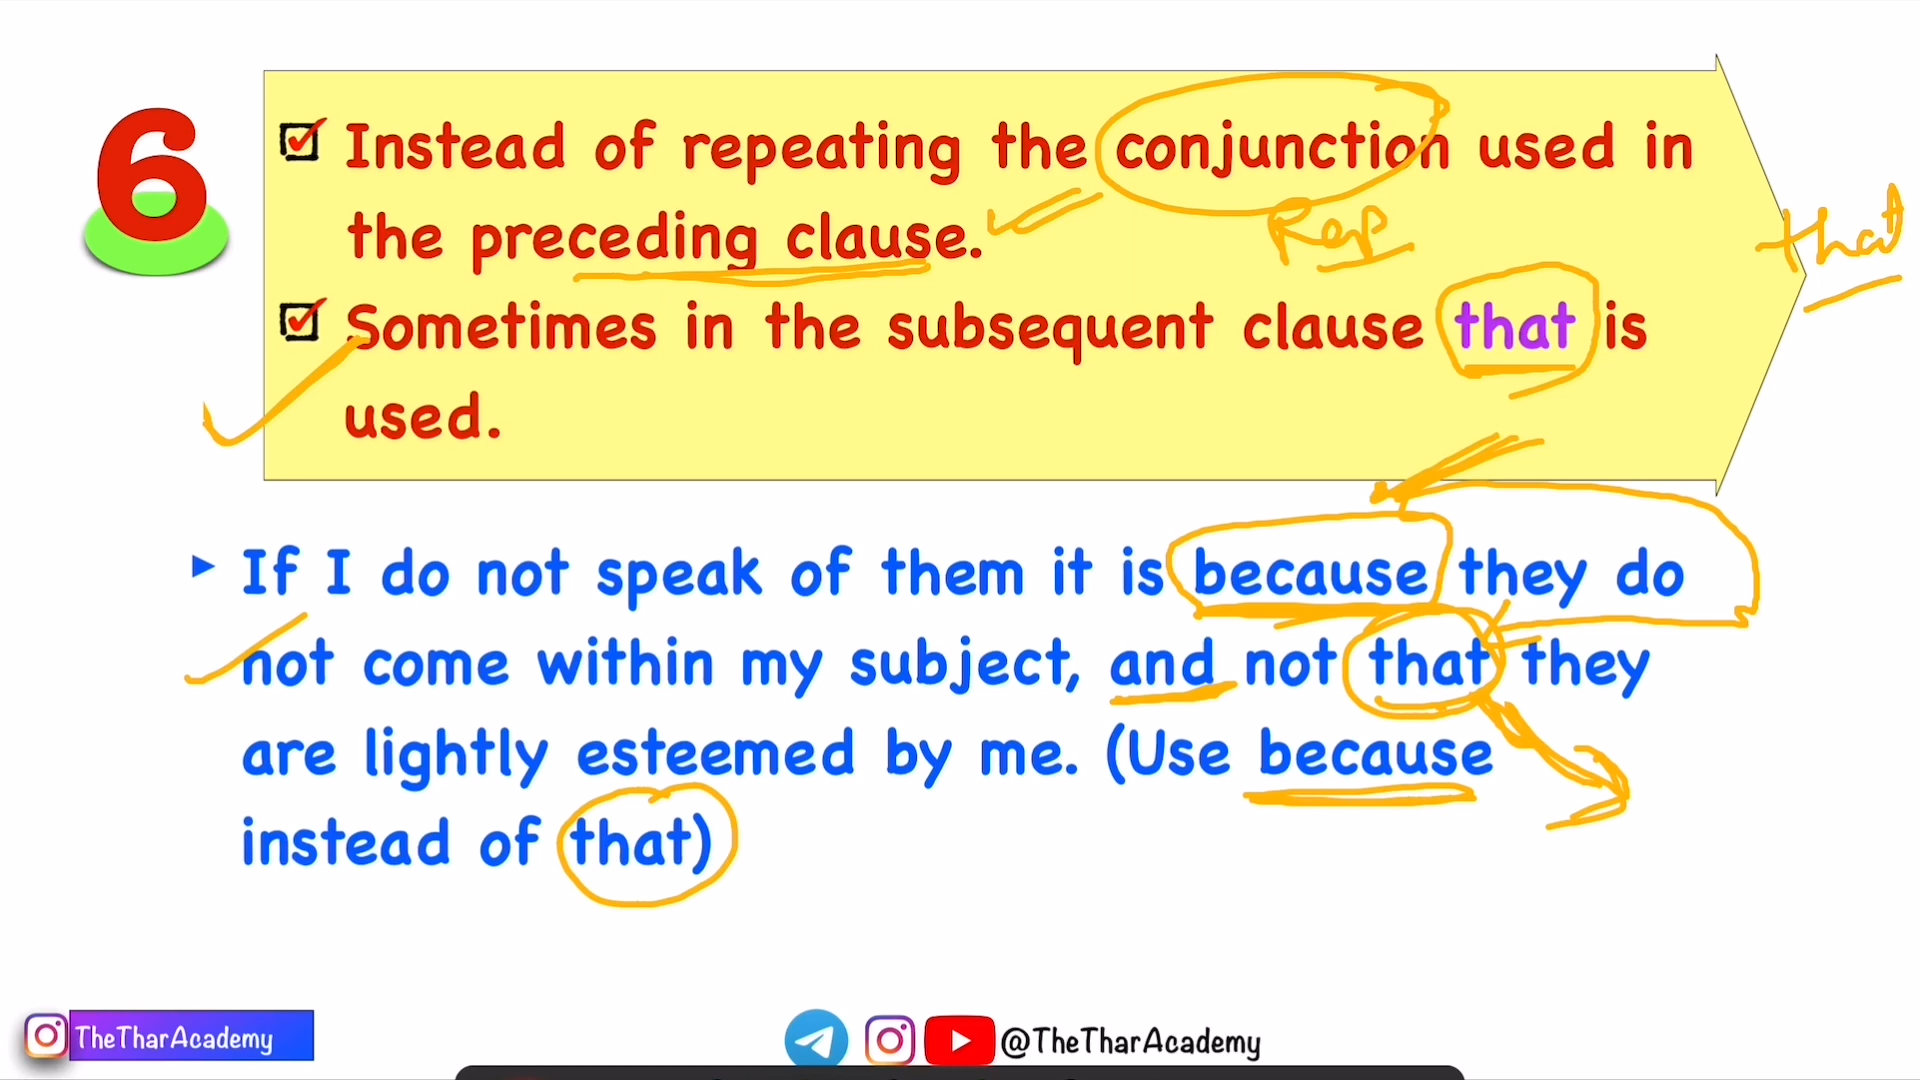 6
Instead of repeating the conjunction used in
the preceding clause.
Rep
that
Sometimes in the subsequent clause that is
used.
If I do not speak of them it is because they do
not come within my subject, and not that they
are lightly esteemed by me. (Use because
instead of that)
TheTharAcademy
@TheTharAcademy